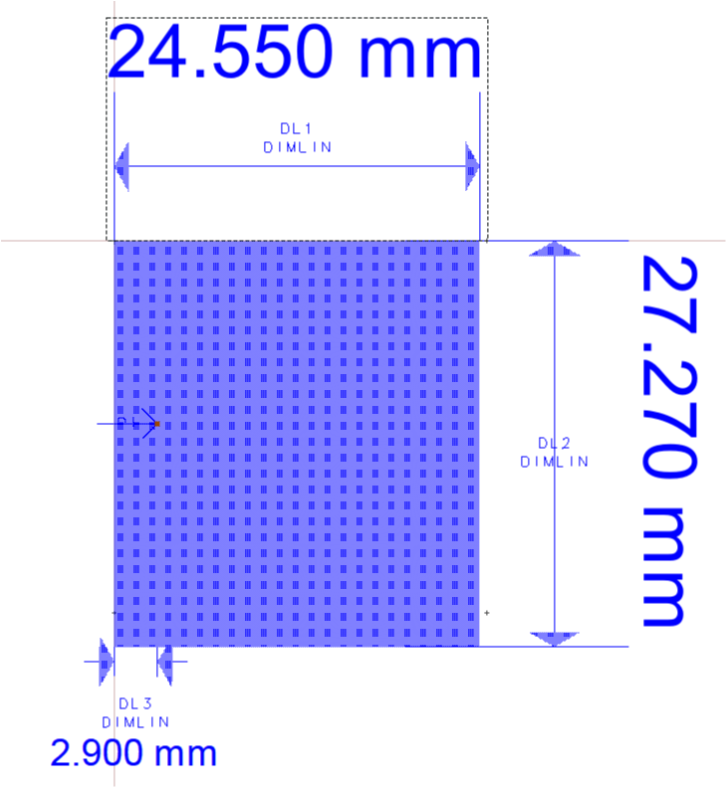 24.550 mm
DL1
DIMLIN
27.270 mm
DL2
DIMLIN
DL3
DIMLIN
2.900 mm